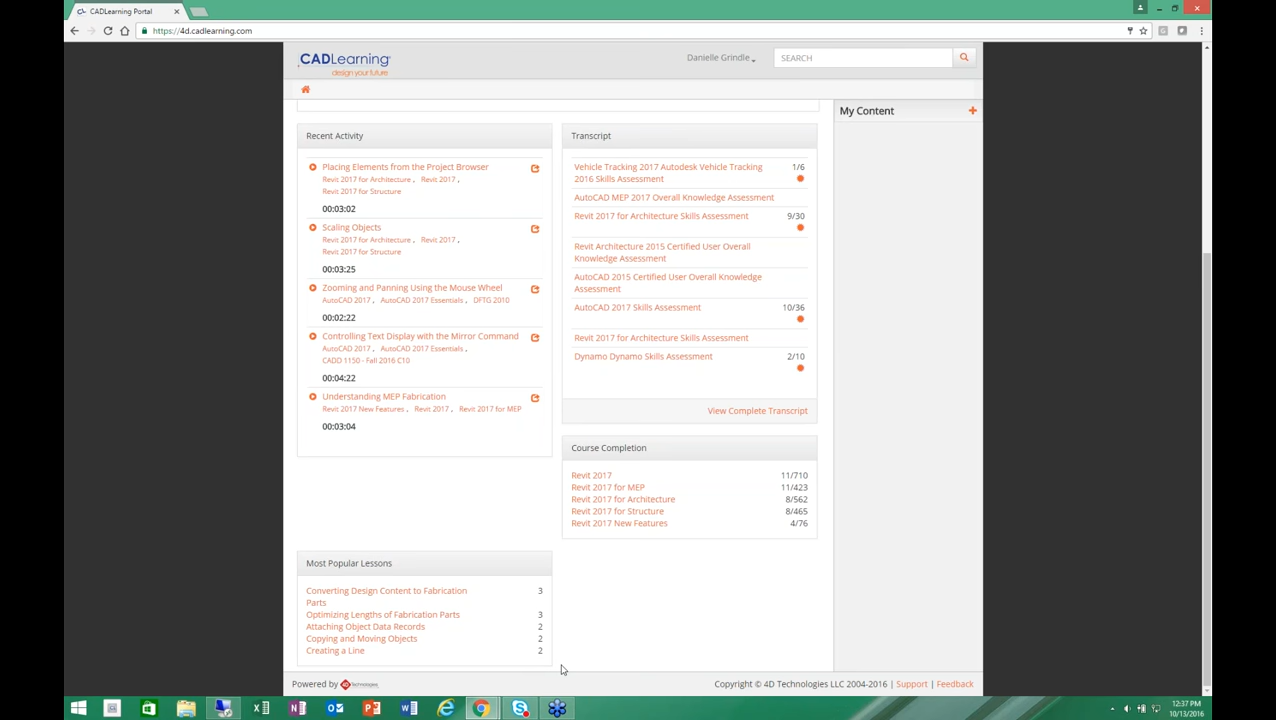 CADLearning Portal
https://4d.cadlearning.com
CADLearning
design your future
Danielle Grindle
SEARCH
My Content
Recent Activity
Placing Elements from the Project Browser
Revit 2017 for Architecture , Revit 2017 ,
Revit 2017 for Structure
00:03:02
Scaling Objects
Revit 2017 for Architecture , Revit 2017 ,
Revit 2017 for Structure
00:03:25
Zooming and Panning Using the Mouse Wheel
AutoCAD 2017 , AutoCAD 2017 Essentials , DFTG 2010
00:02:22
Controlling Text Display with the Mirror Command
AutoCAD 2017 , AutoCAD 2017 Essentials ,
CADD 1150 - Fall 2016 C10
00:04:22
Understanding MEP Fabrication
Revit 2017 New Features , Revit 2017 , Revit 2017 for MEP
00:03:04
Transcript
Vehicle Tracking 2017 Autodesk Vehicle Tracking 1/6
2016 Skills Assessment
AutoCAD MEP 2017 Overall Knowledge Assessment
Revit 2017 for Architecture Skills Assessment 9/30
Revit Architecture 2015 Certified User Overall
Knowledge Assessment
AutoCAD 2015 Certified User Overall Knowledge
Assessment
AutoCAD 2017 Skills Assessment 10/36
Revit 2017 for Architecture Skills Assessment
Dynamo Dynamo Skills Assessment 2/10
View Complete Transcript
Course Completion
Revit 2017 11/710
Revit 2017 for MEP 11/423
Revit 2017 for Architecture 8/562
Revit 2017 for Structure 8/465
Revit 2017 New Features 4/76
Most Popular Lessons
Converting Design Content to Fabrication 3
Parts
Optimizing Lengths of Fabrication Parts 3
Attaching Object Data Records 2
Copying and Moving Objects 2
Creating a Line 2
Powered by 4D Technologies
Copyright © 4D Technologies LLC 2004-2016 | Support | Feedback
12:37 PM
10/13/2016